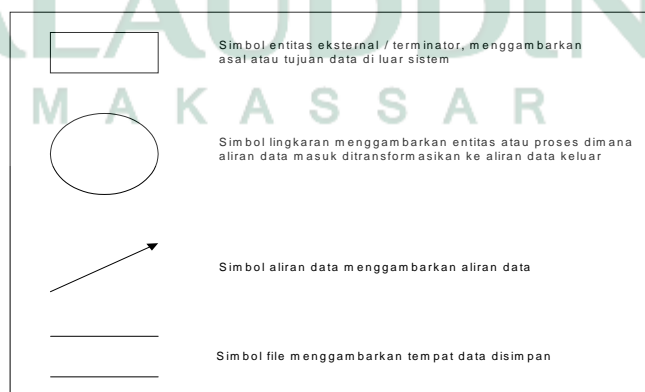 ALAUDDIN
Simbol entitas eksternal / terminator, menggambarkan
asal atau tujuan data di luar sistem
MAKASSAR
Simbol lingkaran menggambarkan entitas atau proses dimana
aliran data masuk ditransformasikan ke aliran data keluar
Simbol aliran data menggambarkan aliran data
Simbol file menggambarkan tempat data disimpan